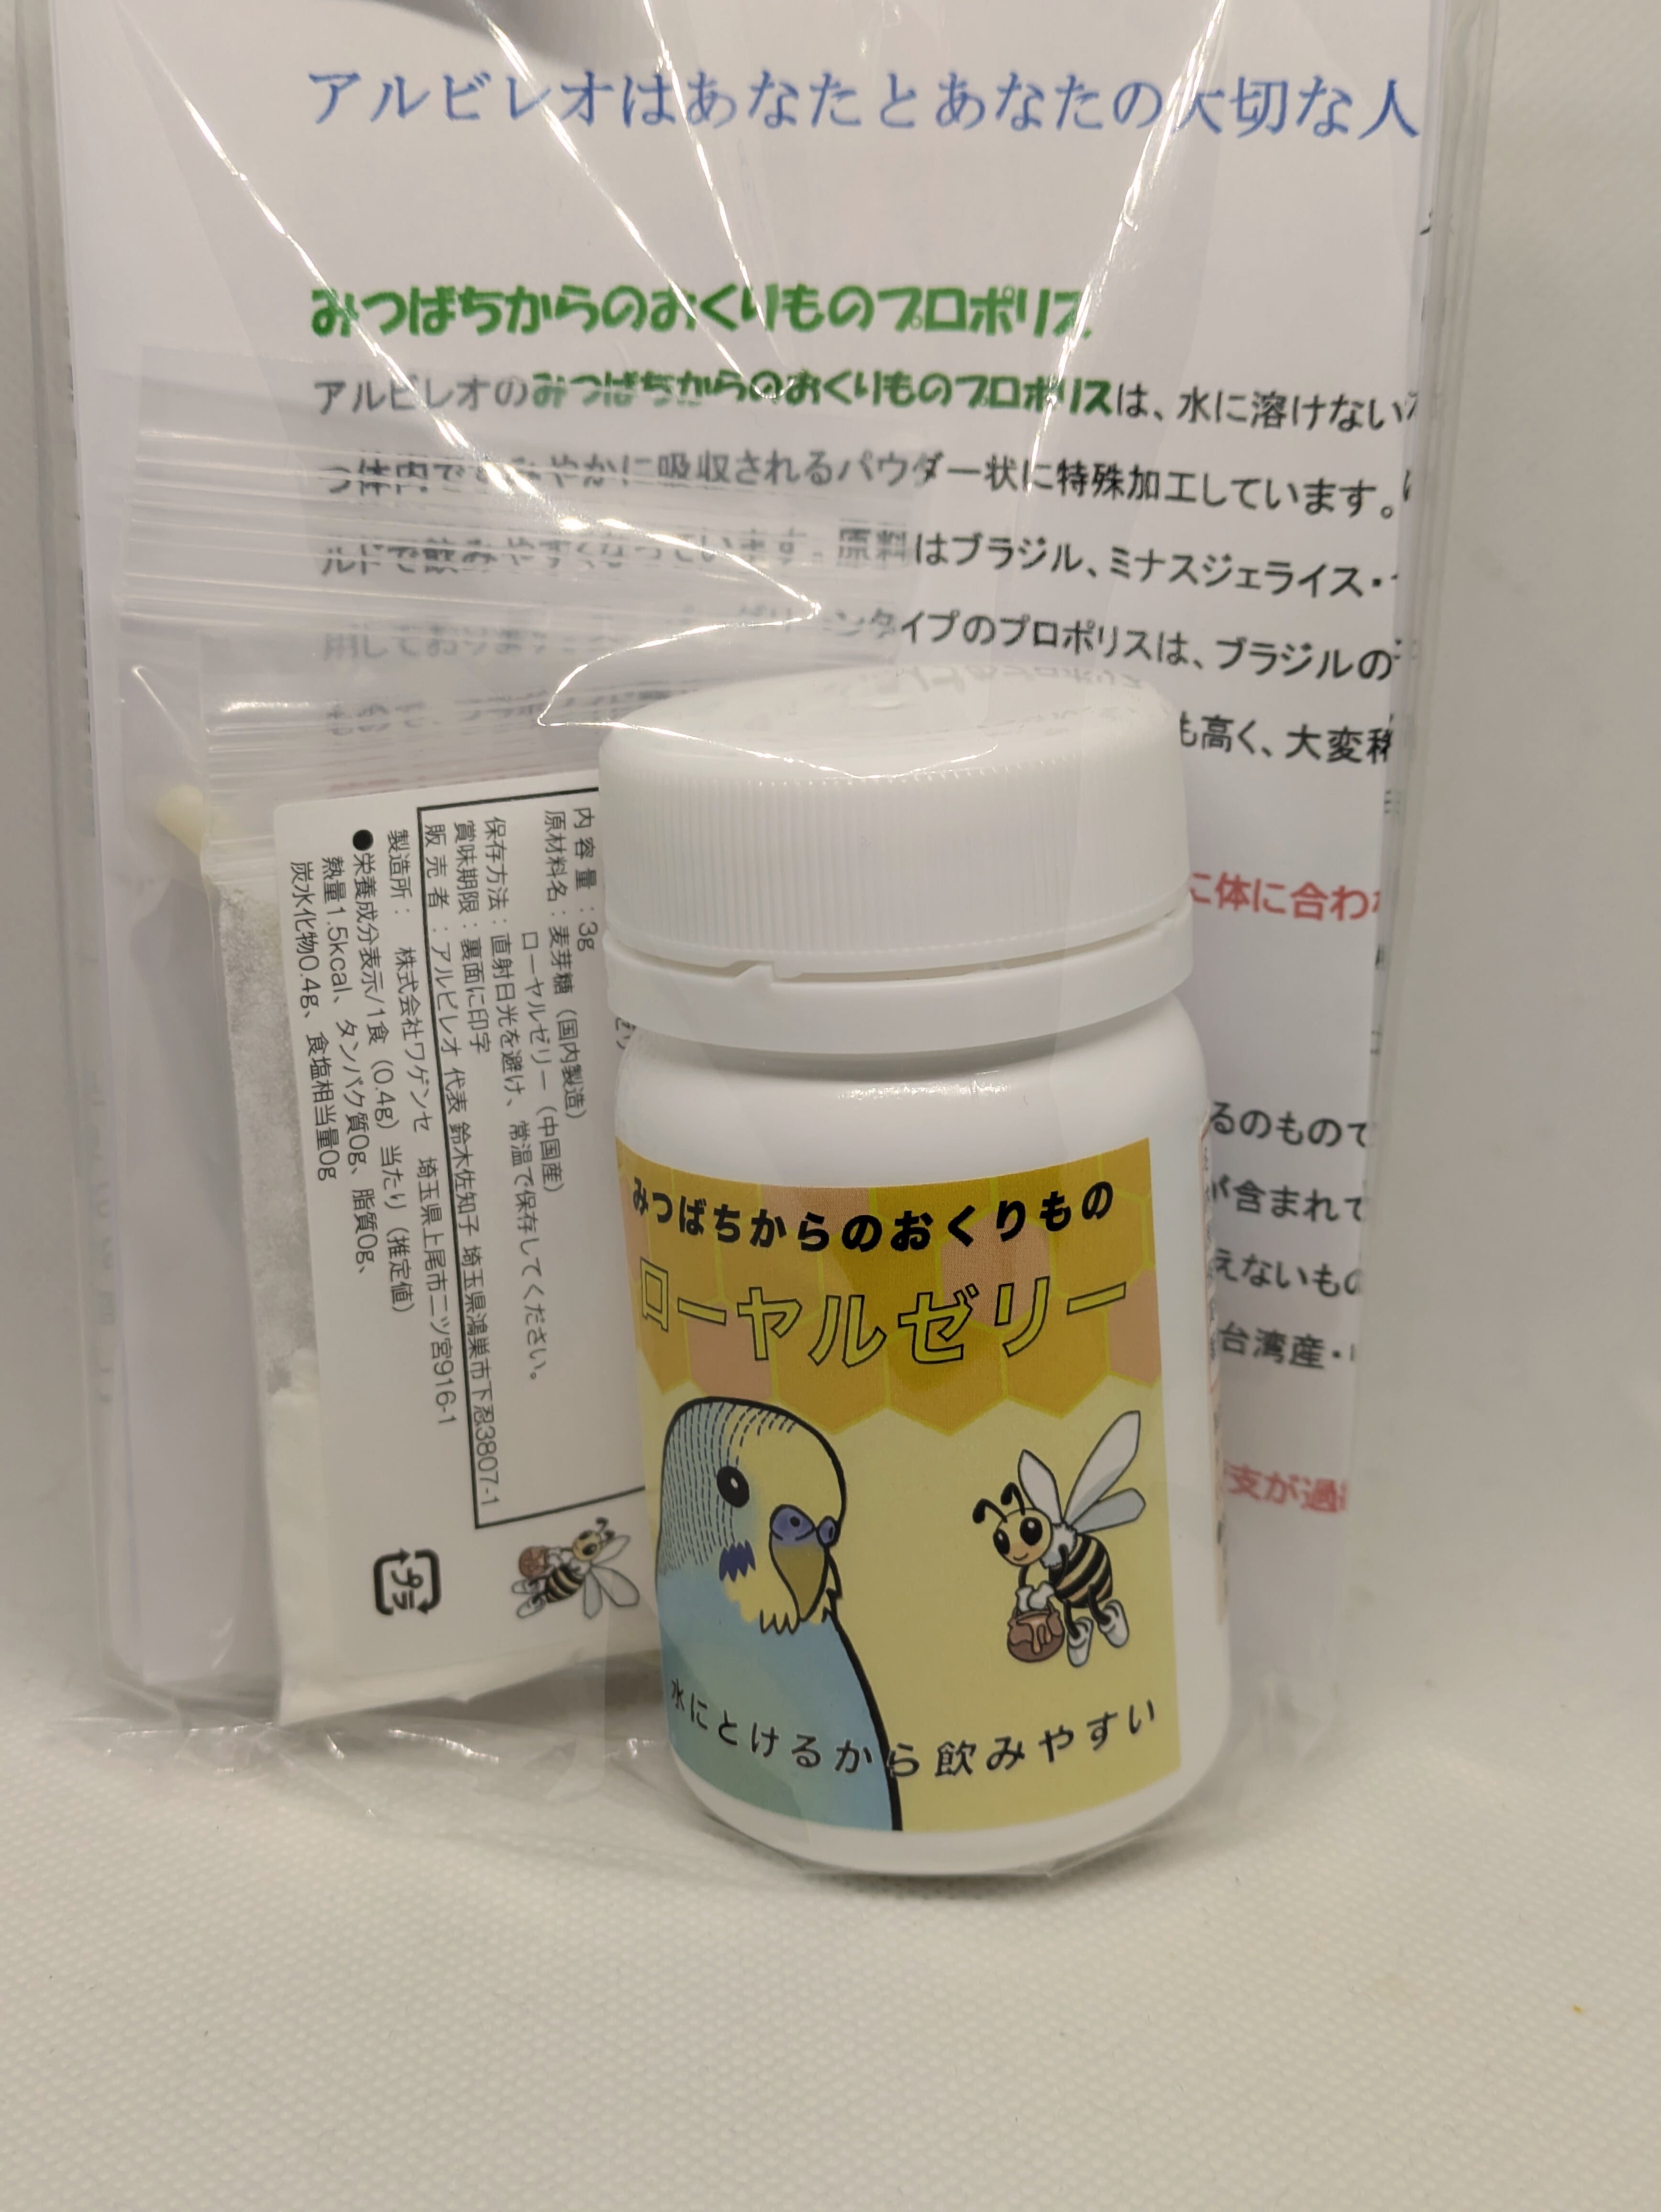 アルビレオはあなたとあなたの大切な人
みつばちからのおくりものプロポリス
アルビレオのみつばちからのおくりものプロポリスは、水に溶けない
つ体内ですみやかに吸収されるパウダー状に特殊加工しています。
ルドで飲みやすくなっています。原料はブラジル、ミナスジェライス・
用しております
タイプのプロポリスは、ブラジルの
も高く、大変稀
に体に合わ
るのもので
が含まれて
えないもの
台湾産・
支が過
内容量:3g
原材料名:麦芽糖(国内製造)
ローヤルゼリー(中国産)
保存方法:直射日光を避け、常温で保存してください。
賞味期限:裏面に印字
販売者:アルビレオ 代表 鈴木佐知子 埼玉県鴻巣市下忍3807-1
製造所: 株式会社ワゲンセ 埼玉県上尾市二ツ宮916-1
●栄養成分表示/1食(0.4g)当たり(推定値)
熱量1.5kcal、タンパク質0g、脂質0g、
炭水化物0.4g、食塩相当量0g
プラ
みつばちからのおくりもの
ローヤルゼリー
水にとけるから飲みやすい